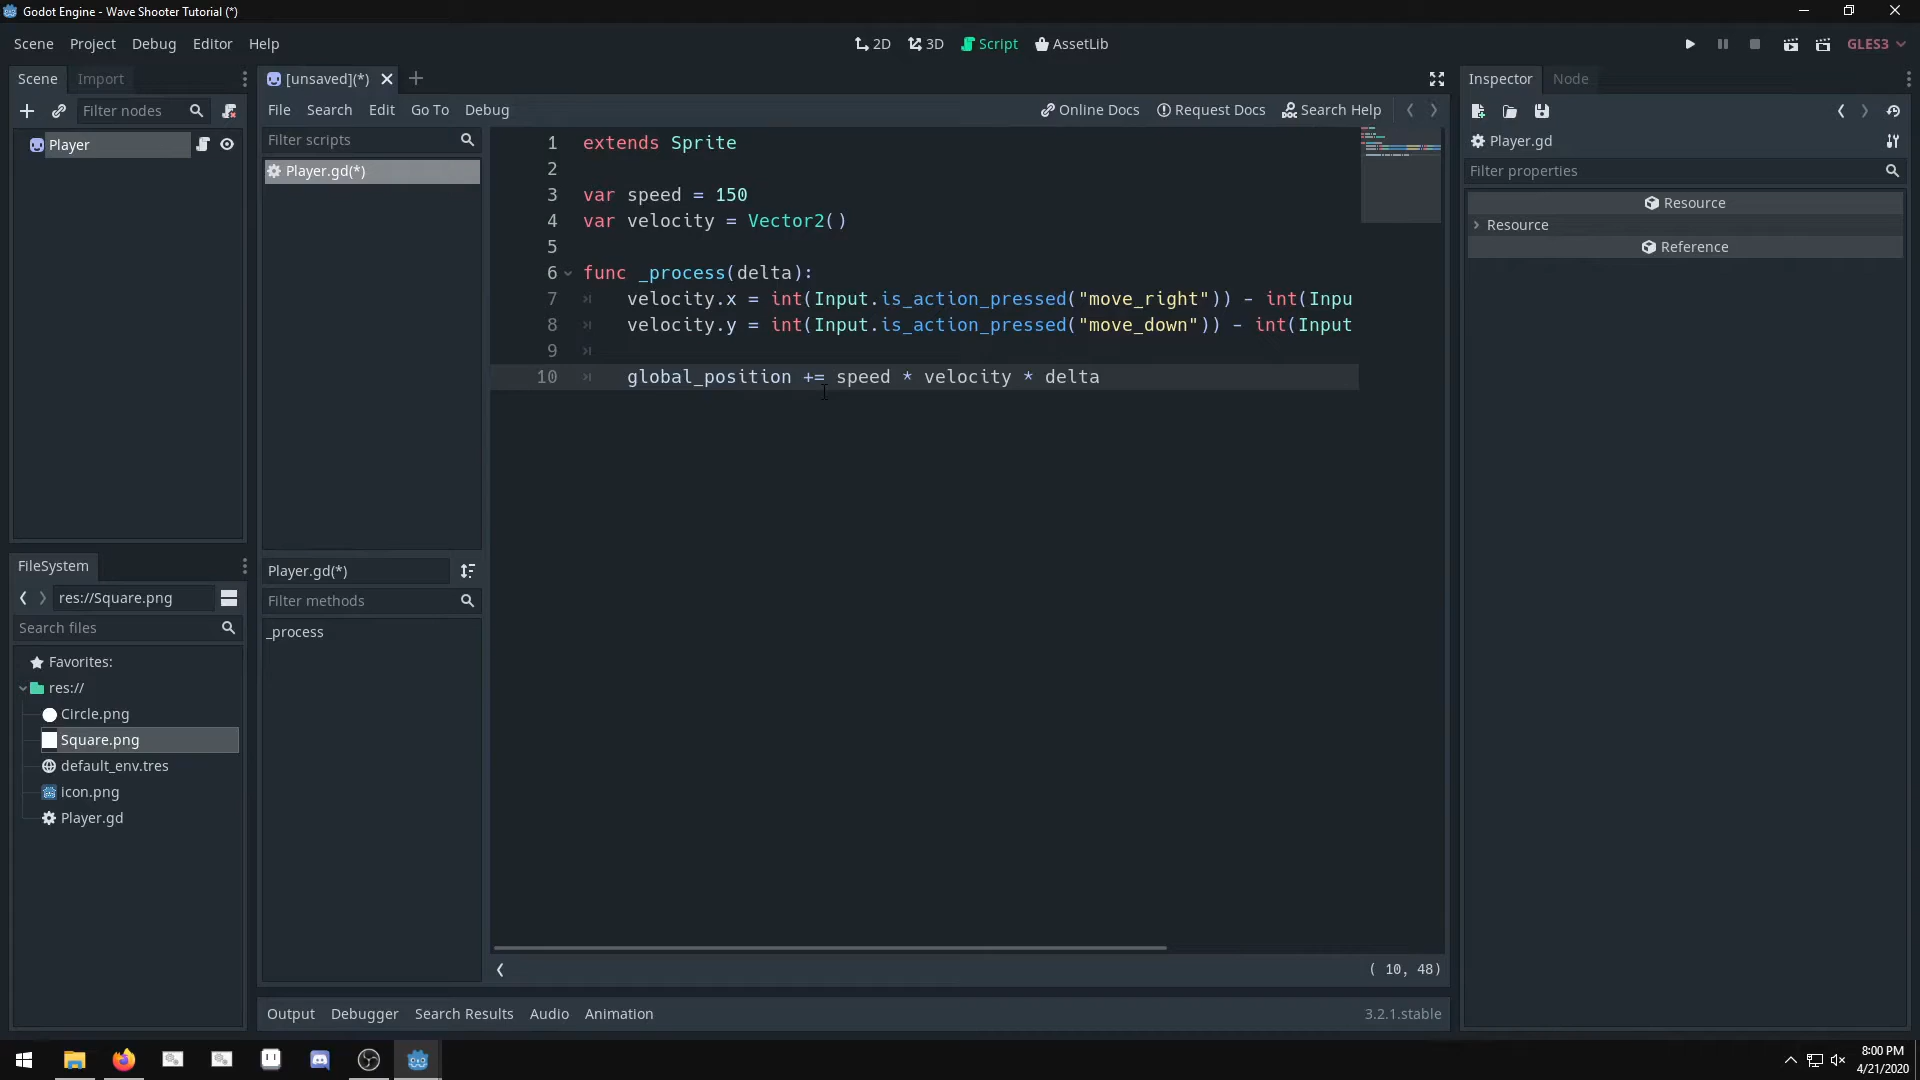 Godot Engine - Wave Shooter Tutorial (*)
Scene Project Debug Editor Help
2D 3D Script AssetLib
GLES3
Scene Import
[unsaved](*)
Inspector Node
Filter nodes
File Search Edit Go To Debug
Online Docs Request Docs Search Help
Player
Filter scripts
Player.gd(*)
Player.gd
Filter properties
Resource
Resource
Reference
1 extends Sprite
2
3 var speed = 150
4 var velocity = Vector2()
5
6 func _process(delta):
7 velocity.x = int(Input.is_action_pressed("move_right")) - int(Inpu
8 velocity.y = int(Input.is_action_pressed("move_down")) - int(Input
9
10 global_position += speed * velocity * delta
FileSystem
res://Square.png
Search files
Favorites:
res://
Circle.png
Square.png
default_env.tres
icon.png
Player.gd
Player.gd(*)
Filter methods
_process
( 10, 48)
Output Debugger Search Results Audio Animation
3.2.1.stable
8:00 PM
4/21/2020